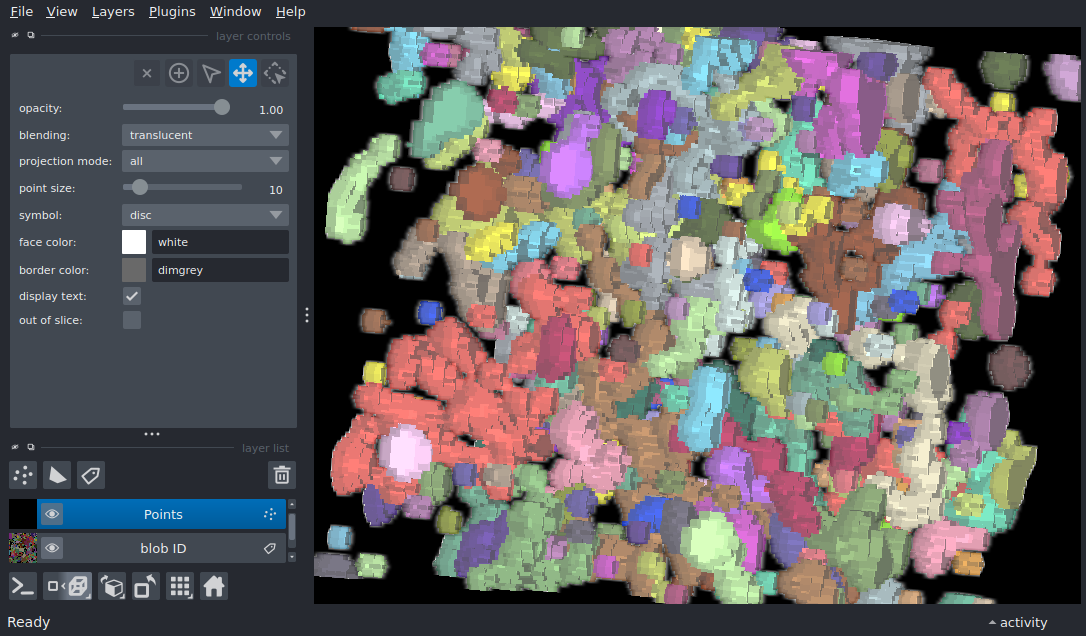 File View Layers Plugins Window Help
layer controls
opacity: 1.00
blending: translucent
projection mode: all
point size: 10
symbol: disc
face color: white
border color: dimgrey
display text:
out of slice:
layer list
Points
blob ID
Ready
activity